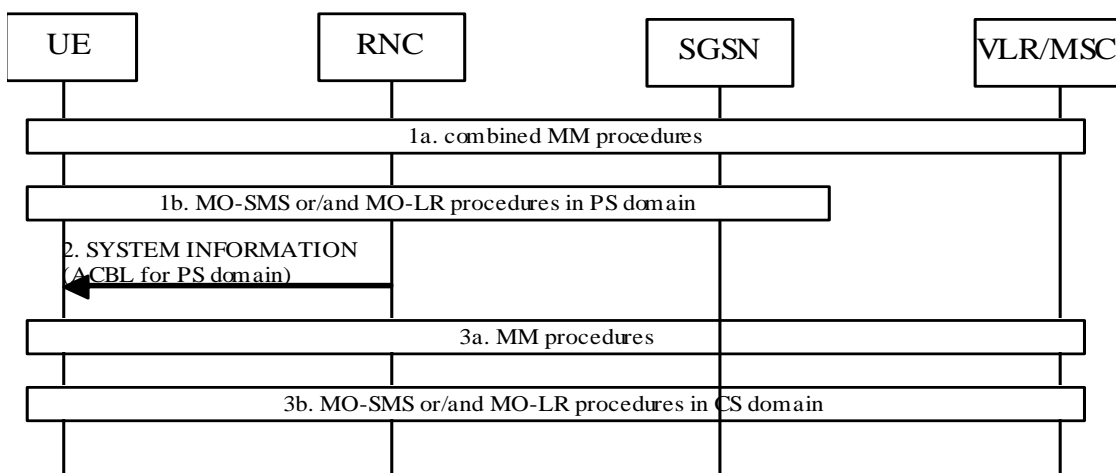 UE
RNC
SGSN
VLR/MSC
1a. combined MM procedures
1b. MO-SMS or/and MO-LR procedures in PS domain
2. SYSTEM INFORMATION
(ACBL for PS domain)
3a. MM procedures
3b. MO-SMS or/and MO-LR procedures in CS domain